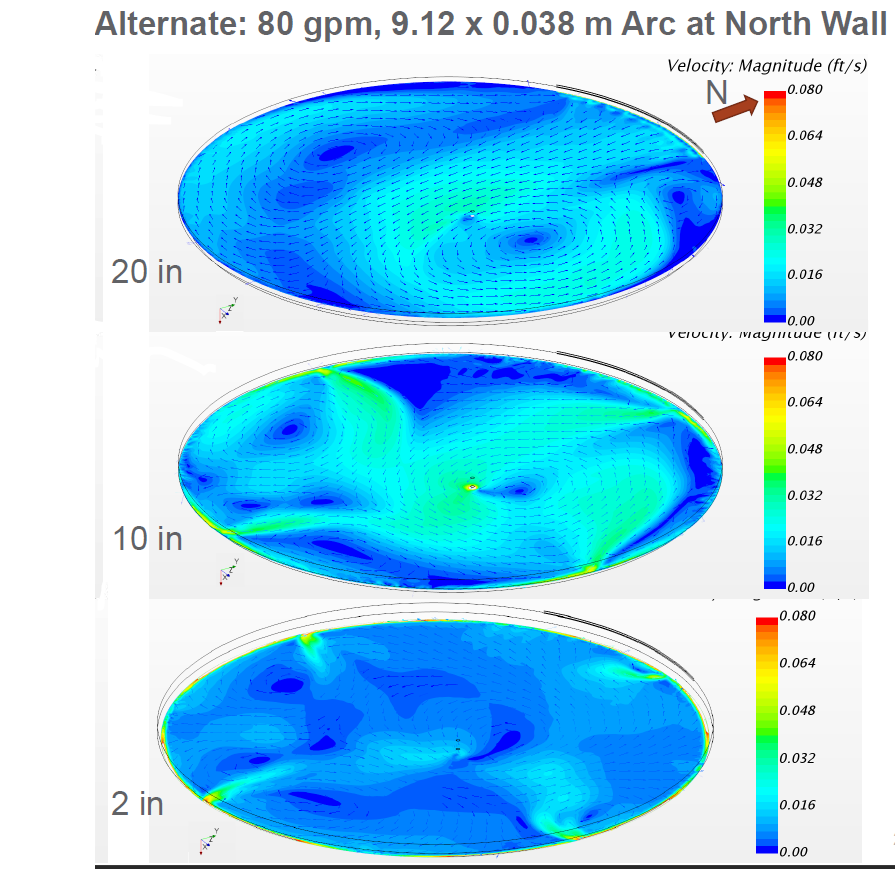 Alternate: 80 gpm, 9.12 x 0.038 m Arc at North Wall
Velocity: Magnitude (ft/s)
N
0.080
0.064
0.048
0.032
0.016
0.00
20 in
Y
Z
X
Velocity: Magnitude (ft/s)
0.080
0.064
0.048
0.032
0.016
0.00
10 in
Y
Z
X
0.080
0.064
0.048
0.032
0.016
0.00
2 in
Y
Z
X